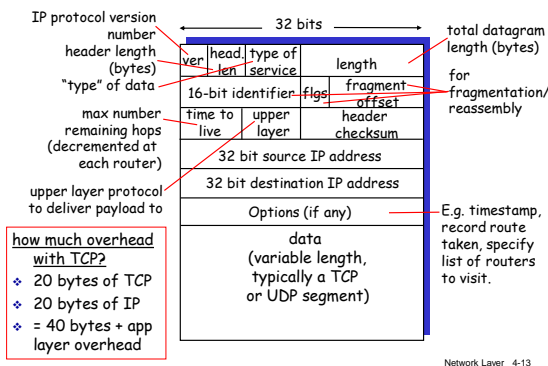 IP protocol version
number
header length
(bytes)
"type" of data
max number
remaining hops
(decremented at
each router)
upper layer protocol
to deliver payload to
how much overhead
with TCP?
❖ 20 bytes of TCP
❖ 20 bytes of IP
❖ = 40 bytes + app
layer overhead
32 bits
ver
head.
len
type of
service
length
16-bit identifier
flgs
fragment
offset
time to
live
upper
layer
header
checksum
32 bit source IP address
32 bit destination IP address
Options (if any)
data
(variable length,
typically a TCP
or UDP segment)
total datagram
length (bytes)
for
fragmentation/
reassembly
E.g. timestamp,
record route
taken, specify
list of routers
to visit.
Network Layer 4-13